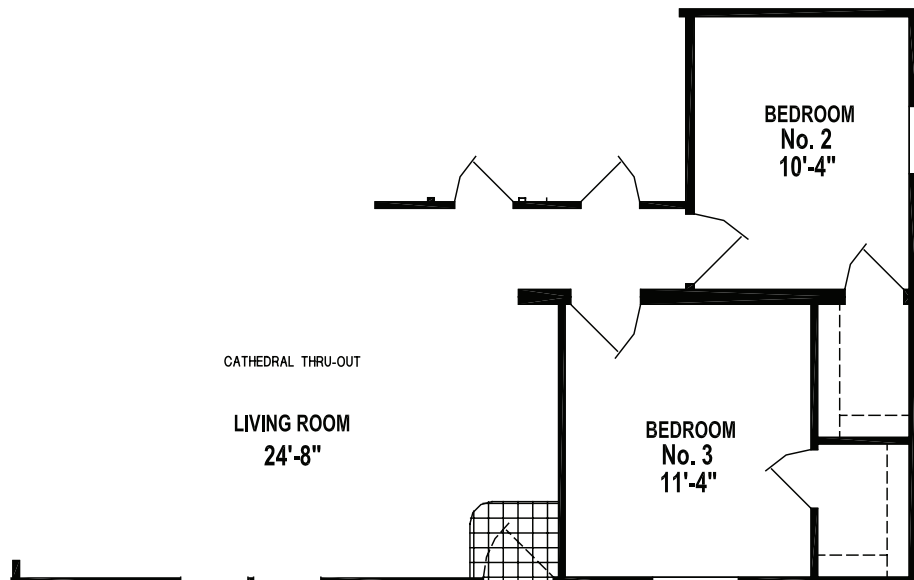 BEDROOM
No. 2
10'-4"
CATHEDRAL THRU-OUT
LIVING ROOM
24'-8"
BEDROOM
No. 3
11'-4"